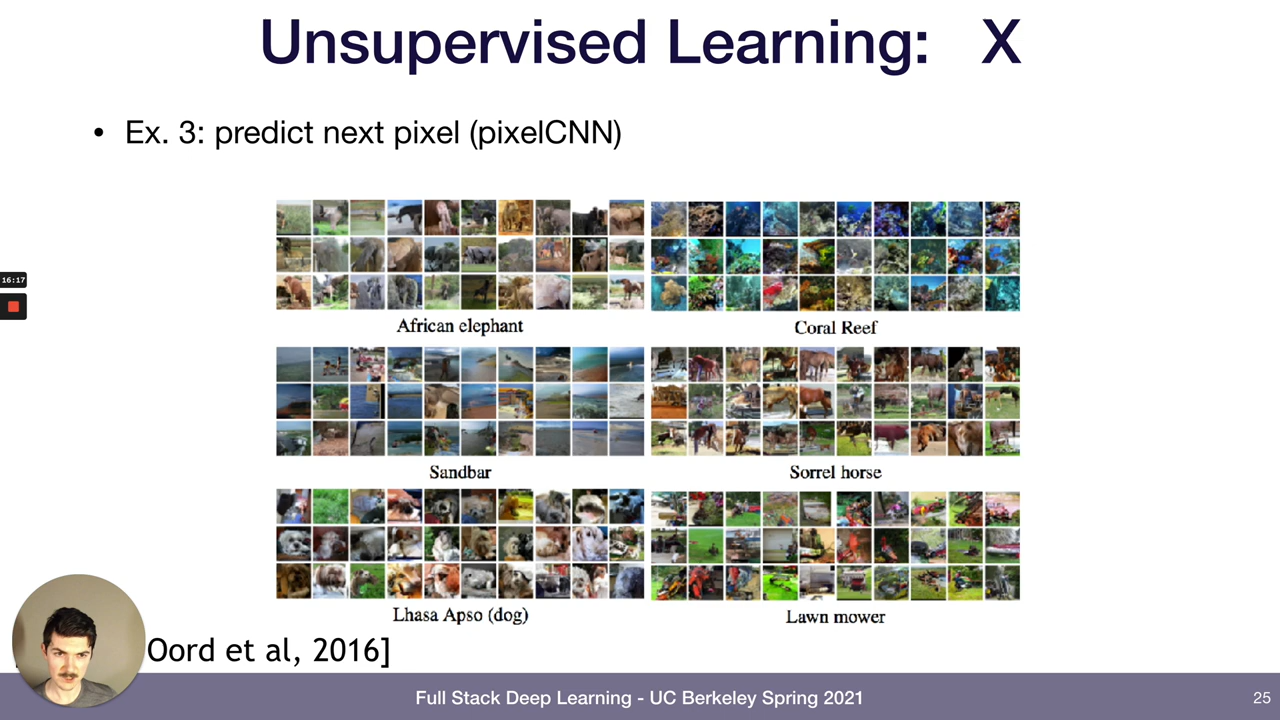 Unsupervised Learning: X
• Ex. 3: predict next pixel (pixelCNN)
16:17
African elephant
Coral Reef
Sandbar
Sorrel horse
Lhasa Apso (dog)
Lawn mower
Oord et al, 2016]
Full Stack Deep Learning - UC Berkeley Spring 2021
25